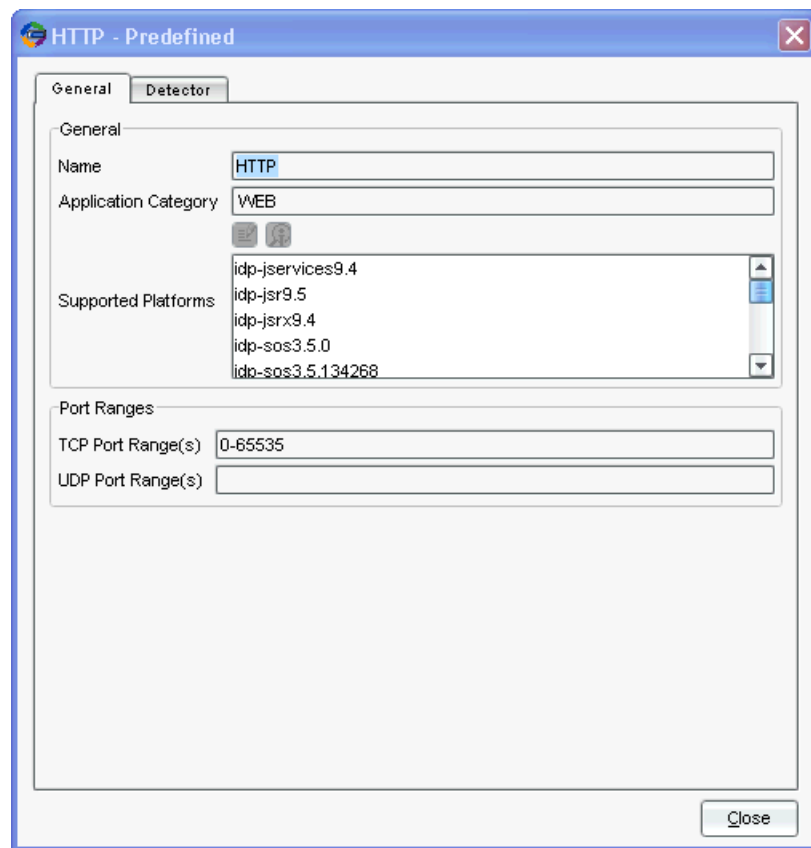 HTTP - Predefined
General Detector
General
Name HTTP
Application Category WEB
Supported Platforms
idp-jservices9.4
idp-jsr9.5
idp-jsrx9.4
idp-sos3.5.0
idp-sos3.5.134268
Port Ranges
TCP Port Range(s) 0-65535
UDP Port Range(s)
Close